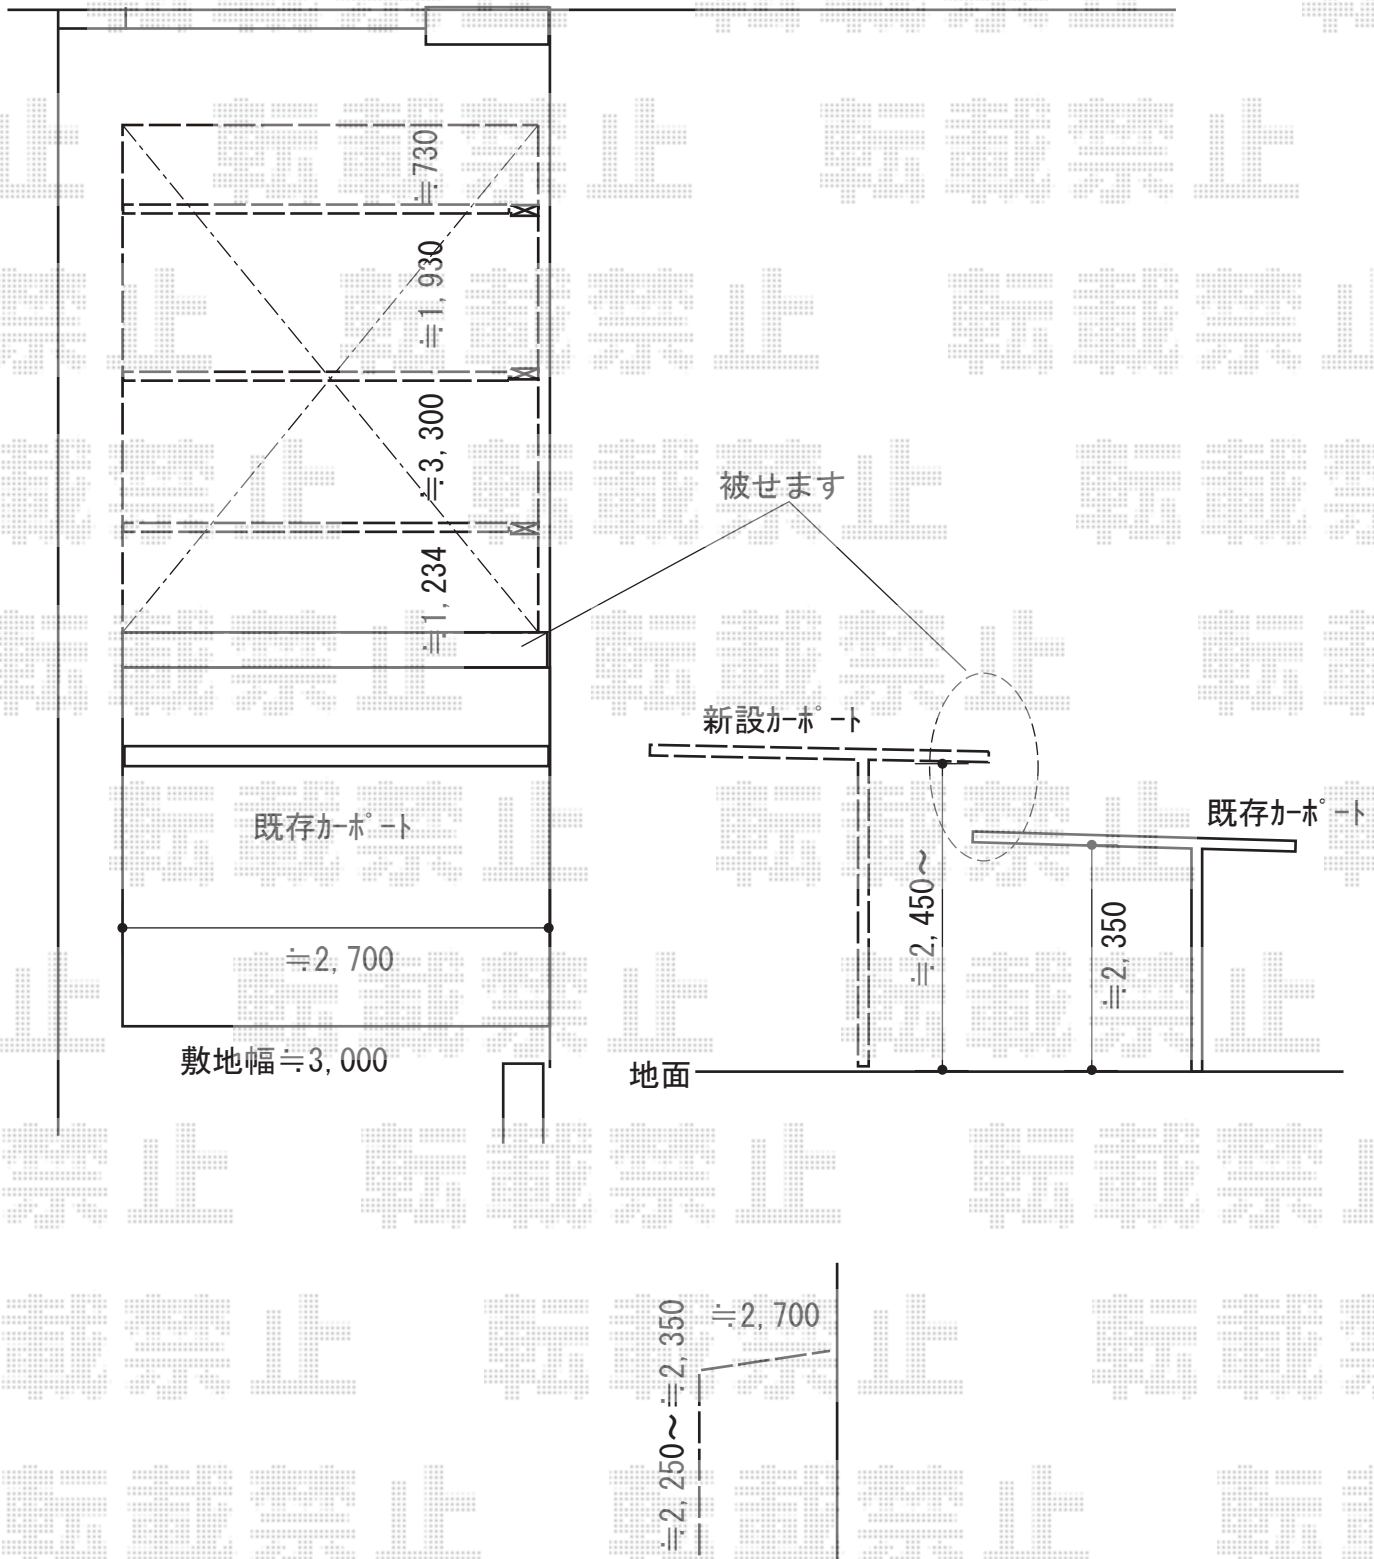 ≒730
≒1,930
≒3,300
≒1,234
被せます
新設カーポート
既存カーポート
既存カーポート
≒2,450～
≒2,350
≒2,700
敷地幅≒3,000
地面
≒2,700
≒2,250～≒2,350
転載禁止